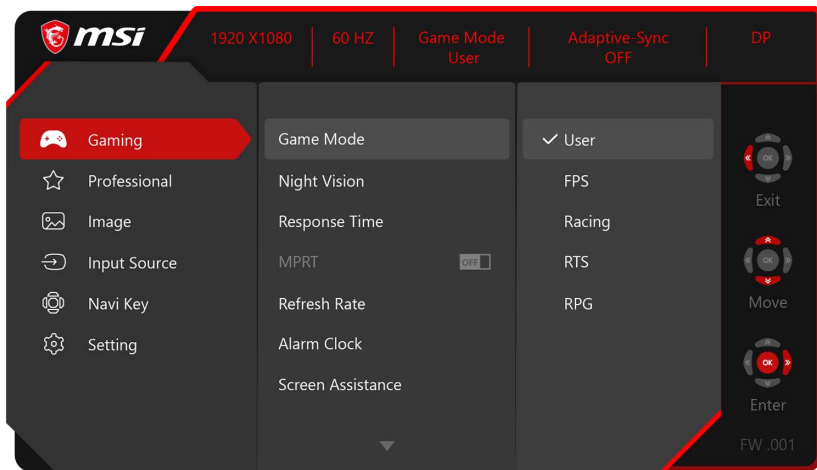 msi
1920 X1080
60 HZ
Game Mode
User
Adaptive-Sync
OFF
DP
Gaming
Professional
Image
Input Source
Navi Key
Setting
Game Mode
Night Vision
Response Time
MPRT OFF
Refresh Rate
Alarm Clock
Screen Assistance
User
FPS
Racing
RTS
RPG
OK
Exit
OK
Move
OK
Enter
FW .001